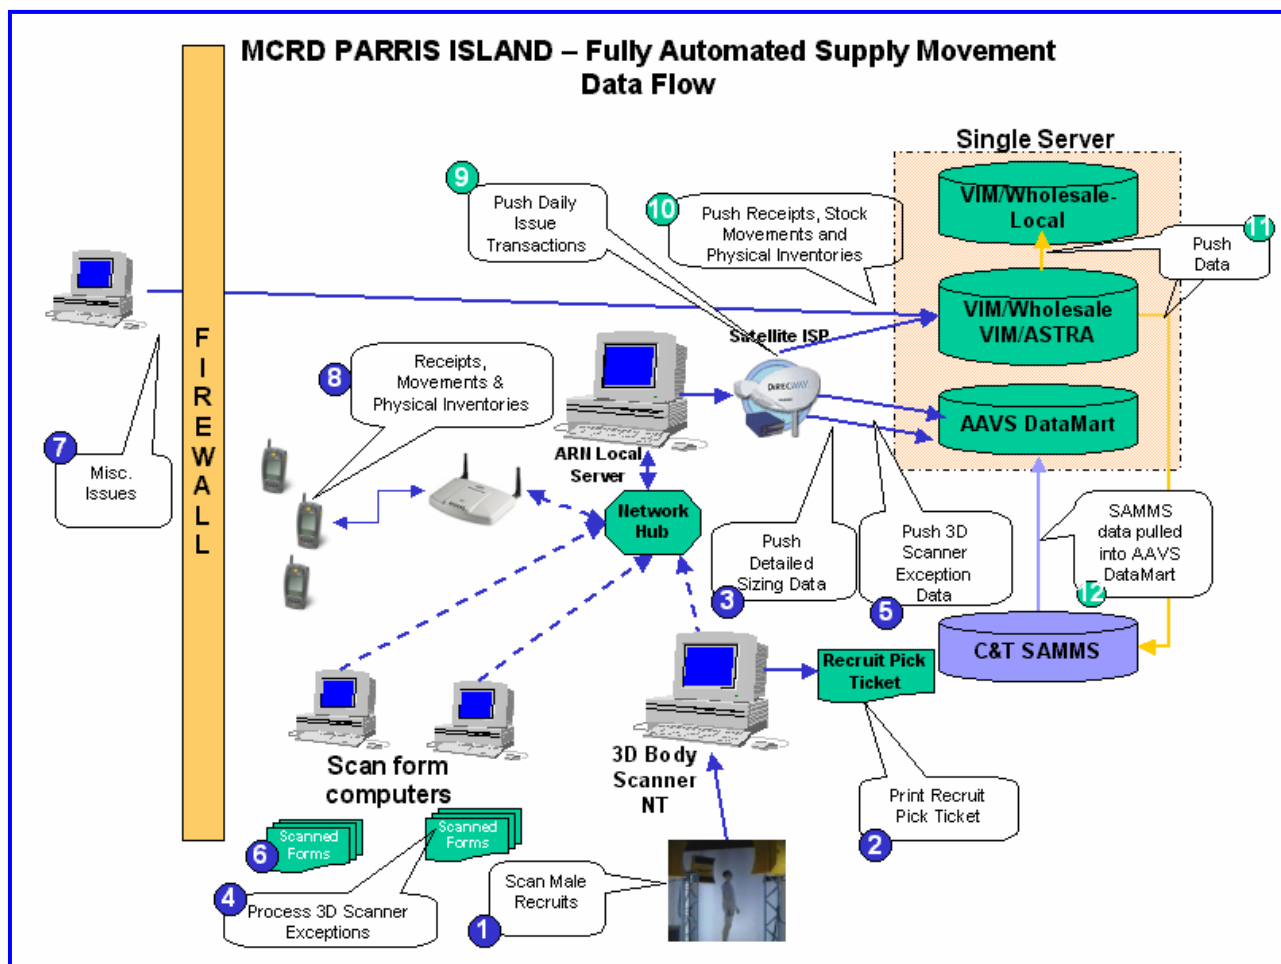 MCRD PARRIS ISLAND – Fully Automated Supply Movement
Data Flow
Single Server
VIM/Wholesale-
Local
9
Push Daily
Issue
Transactions
10
Push Receipts, Stock
Movements and
Physical Inventories
11
Push
Data
VIM/Wholesale
VIM/ASTRA
FIREWALL
Satellite ISP
DIRECWAY
8
Receipts,
Movements &
Physical Inventories
AAVS DataMart
7
Misc.
Issues
ARN Local
Server
Network
Hub
3
Push
Detailed
Sizing Data
5
Push 3D
Scanner
Exception
Data
SAMMS
data pulled
into AAVS
DataMart
12
C&T SAMMS
Recruit Pick
Ticket
3D Body
Scanner
NT
Scan form
computers
Print Recruit
Pick Ticket
2
6
Scanned
Forms
Scanned
Forms
4
Process 3D Scanner
Exceptions
1
Scan Male
Recruits